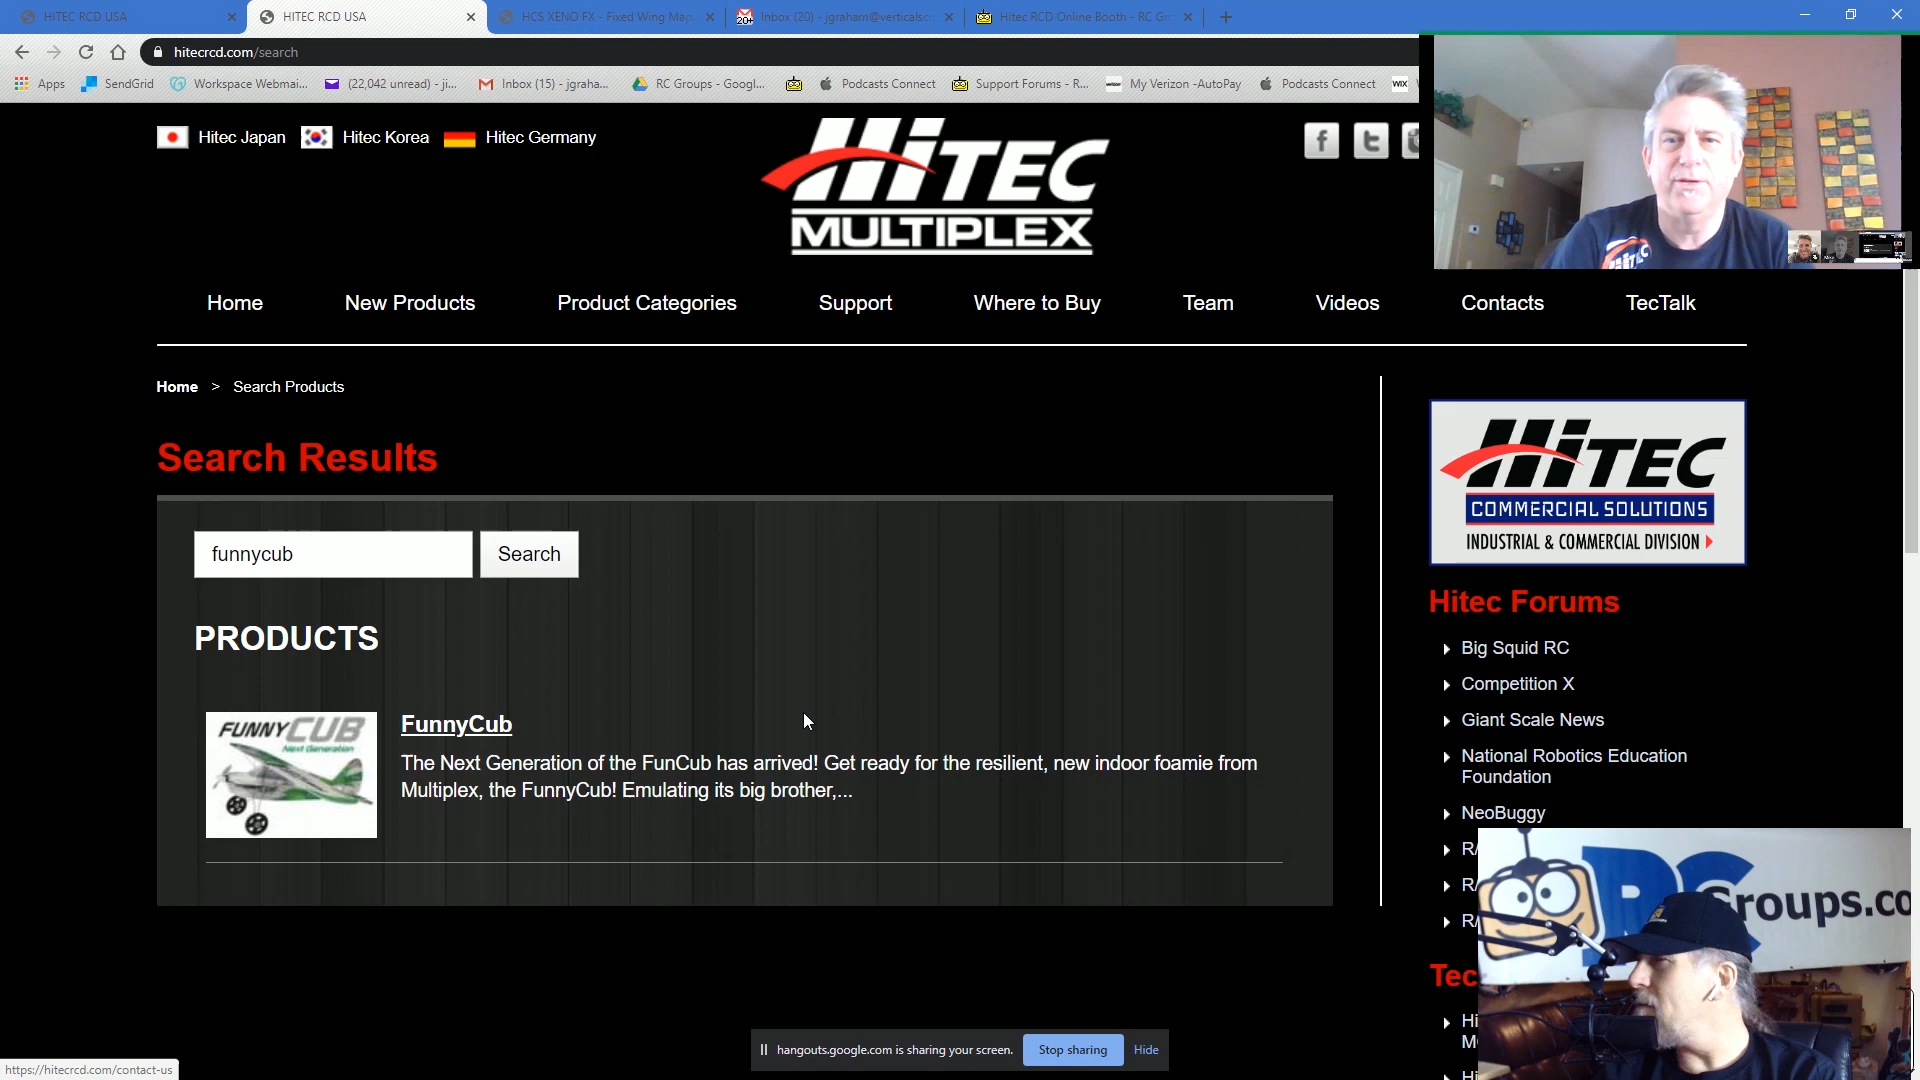 HITEC RCD USA
HITEC RCD USA
HCS XENO FX - Fixed Wing Map
Inbox (20) - jgraham@verticalsc
Hitec RCD Online Booth - RC Gr
hitecrcd.com/search
Apps
SendGrid
Workspace Webmai...
(22,042 unread) - ji...
Inbox (15) - jgraha...
RC Groups - Googl...
Podcasts Connect
Support Forums - R...
My Verizon -AutoPay
Podcasts Connect
WIX
Hitec Japan
Hitec Korea
Hitec Germany
HiTEC
MULTIPLEX
HiTEC
Home
New Products
Product Categories
Support
Where to Buy
Team
Videos
Contacts
TecTalk
Home > Search Products
Search Results
funnycub
Search
PRODUCTS
FUNNYCUB
Next Generation
FunnyCub
The Next Generation of the FunCub has arrived! Get ready for the resilient, new indoor foamie from
Multiplex, the FunnyCub! Emulating its big brother,...
HiTEC
COMMERCIAL SOLUTIONS
INDUSTRIAL & COMMERCIAL DIVISION
Hitec Forums
Big Squid RC
Competition X
Giant Scale News
National Robotics Education
Foundation
NeoBuggy
R/
R/
R/
Tec
Hi
M
Hi
RCGroups.co
hangouts.google.com is sharing your screen.
Stop sharing
Hide
https://hitecrcd.com/contact-us